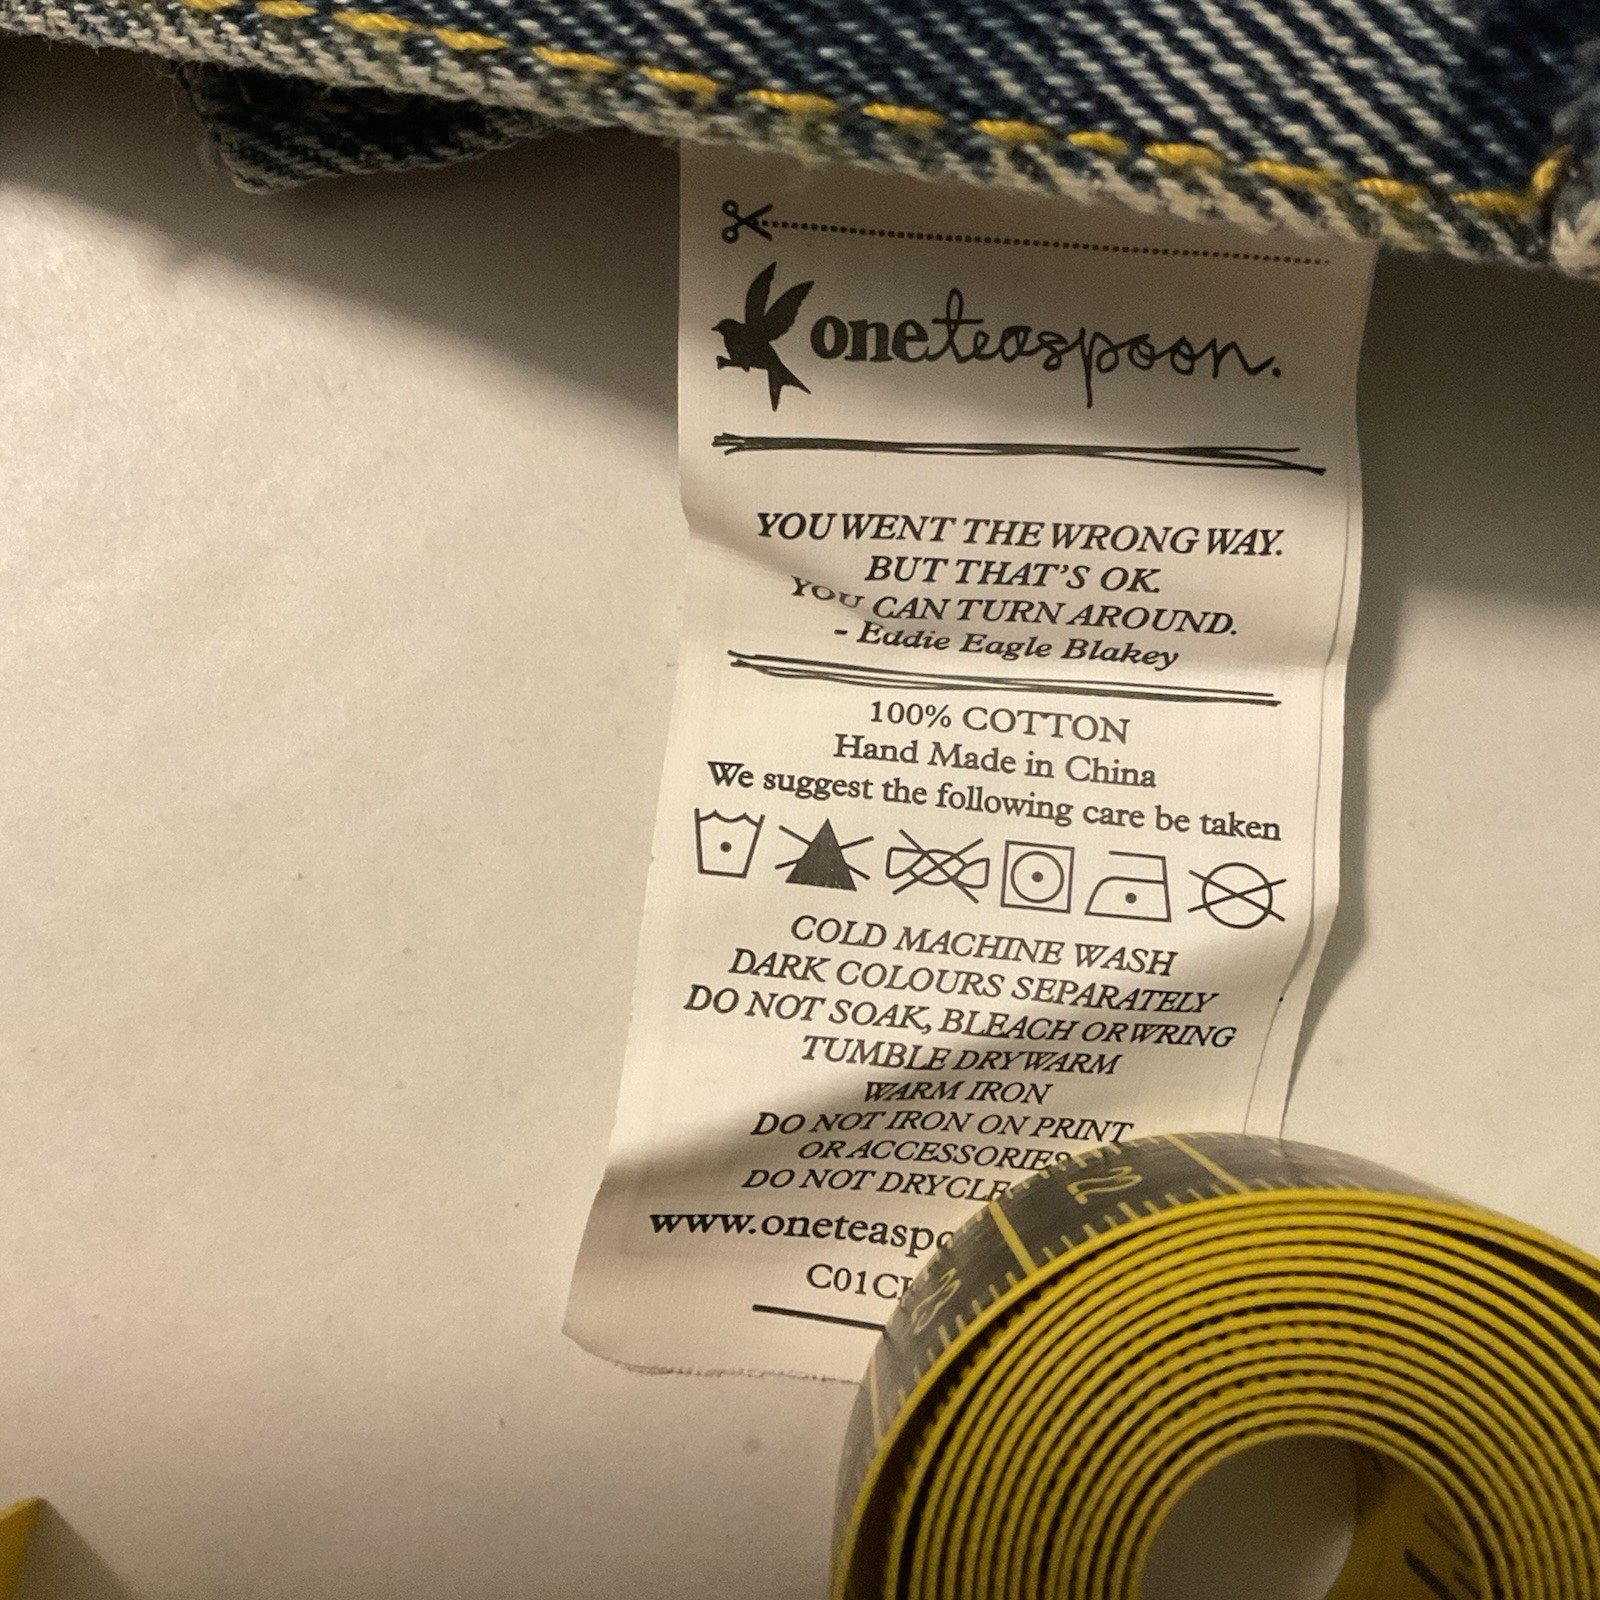 oneteaspoon.
YOU WENT THE WRONG WAY.
BUT THAT'S OK.
YOU CAN TURN AROUND.
- Eddie Eagle Blakey
100% COTTON
Hand Made in China
We suggest the following care be taken
COLD MACHINE WASH
DARK COLOURS SEPARATELY
DO NOT SOAK, BLEACH OR WRING
TUMBLE DRY WARM
WARM IRON
DO NOT IRON ON PRINT
OR ACCESSORIES
DO NOT
22
23